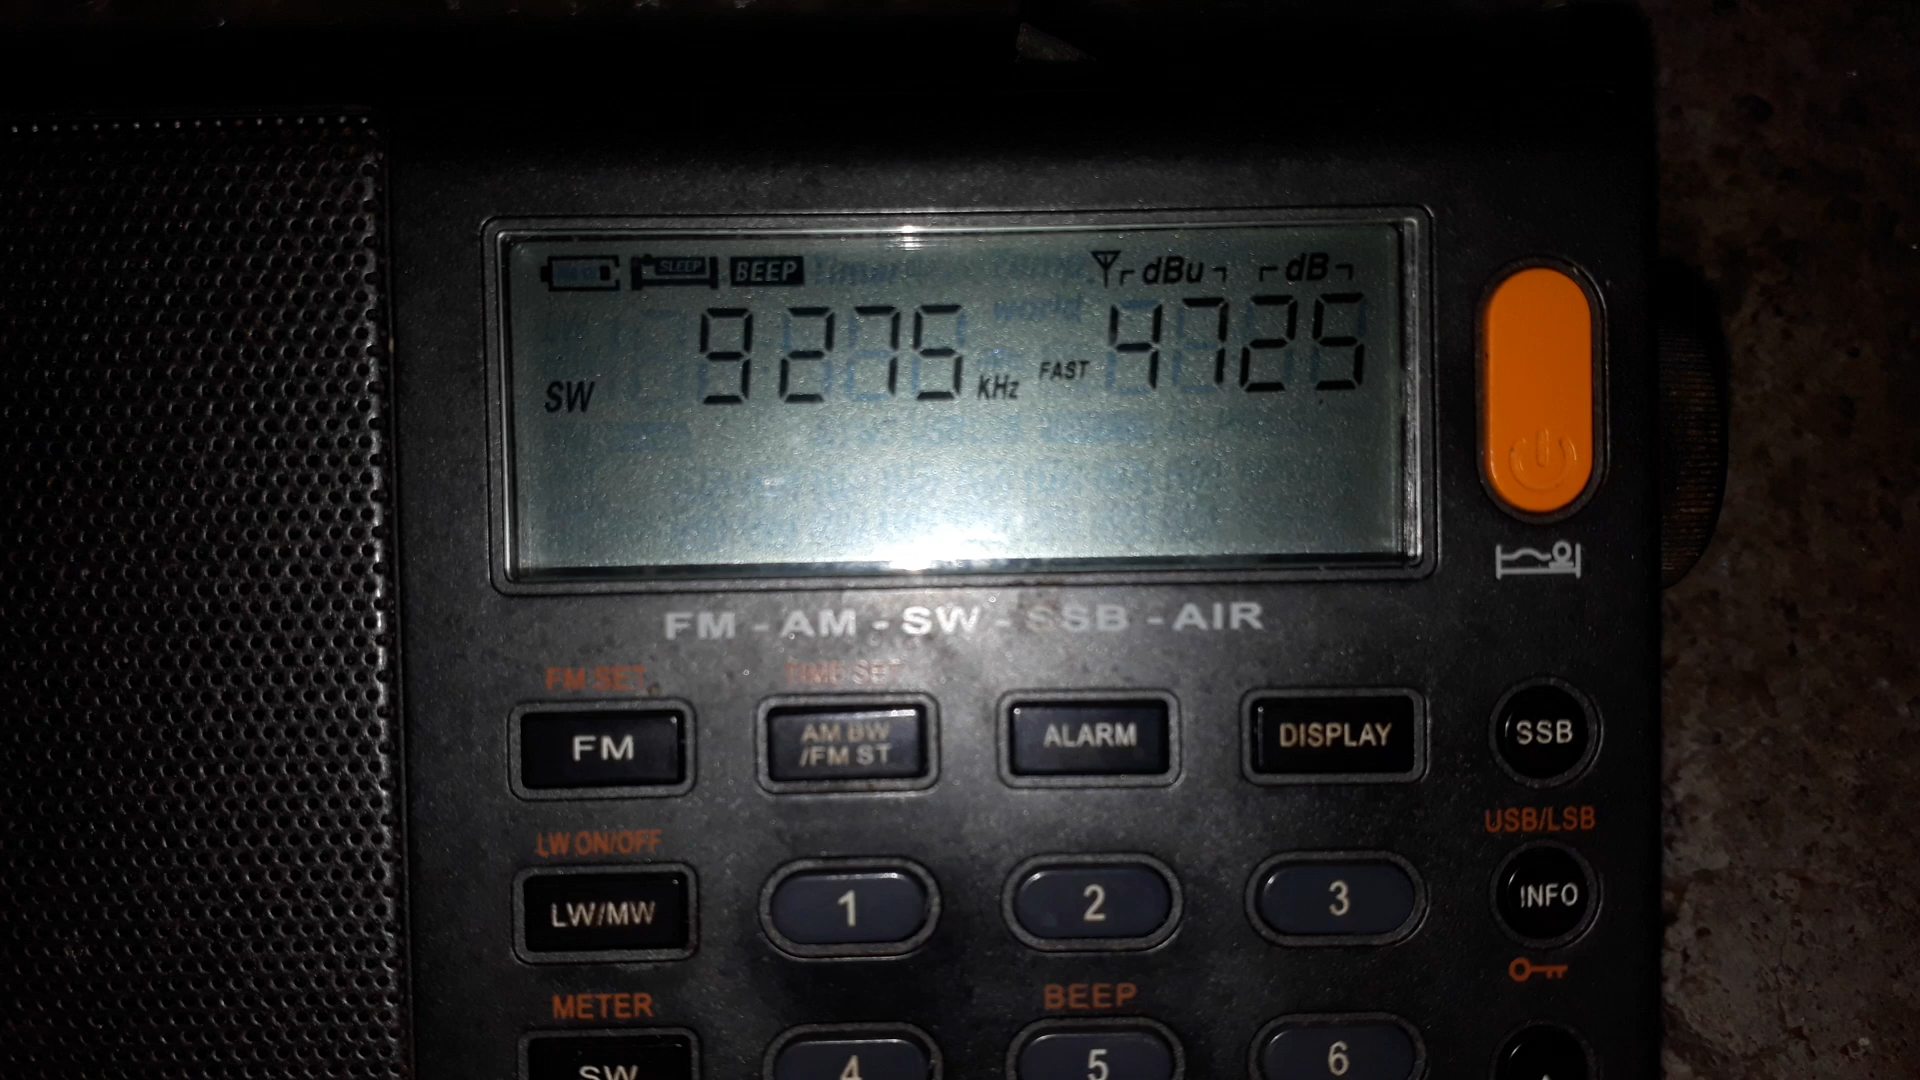 SLEEP BEEP dBu dB
SW 9275 KHz FAST 4725
FM - AM - SW - SSB - AIR
FM SET TIME SET
FM AM BW /FM ST ALARM DISPLAY SSB
USB/LSB
LW ON/OFF
LW/MW 1 2 3 INFO
METER BEEP
SW 4 5 6